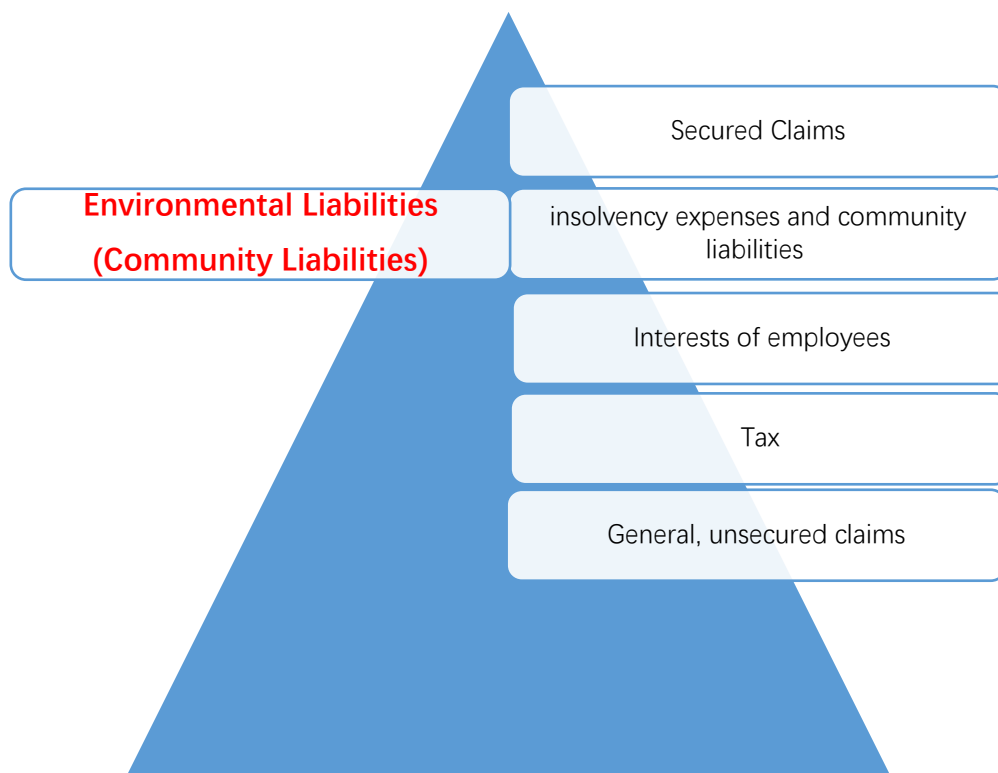 Secured Claims
Environmental Liabilities
(Community Liabilities)
insolvency expenses and community
liabilities
Interests of employees
Tax
General, unsecured claims